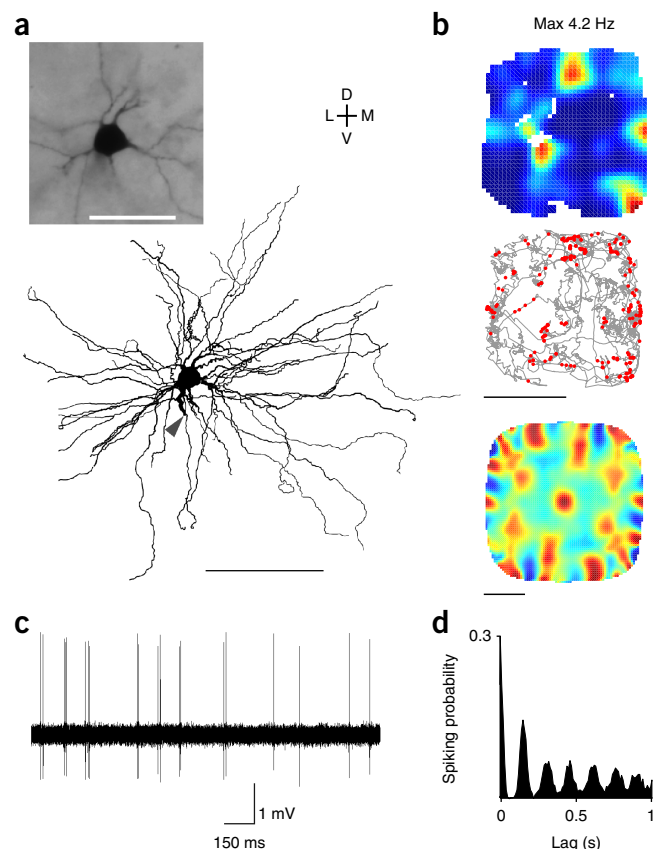 a
D
L M
V
b
Max 4.2 Hz
c
1 mV
150 ms
d
0.3
Spiking probability
0 0.5 1
Lag (s)